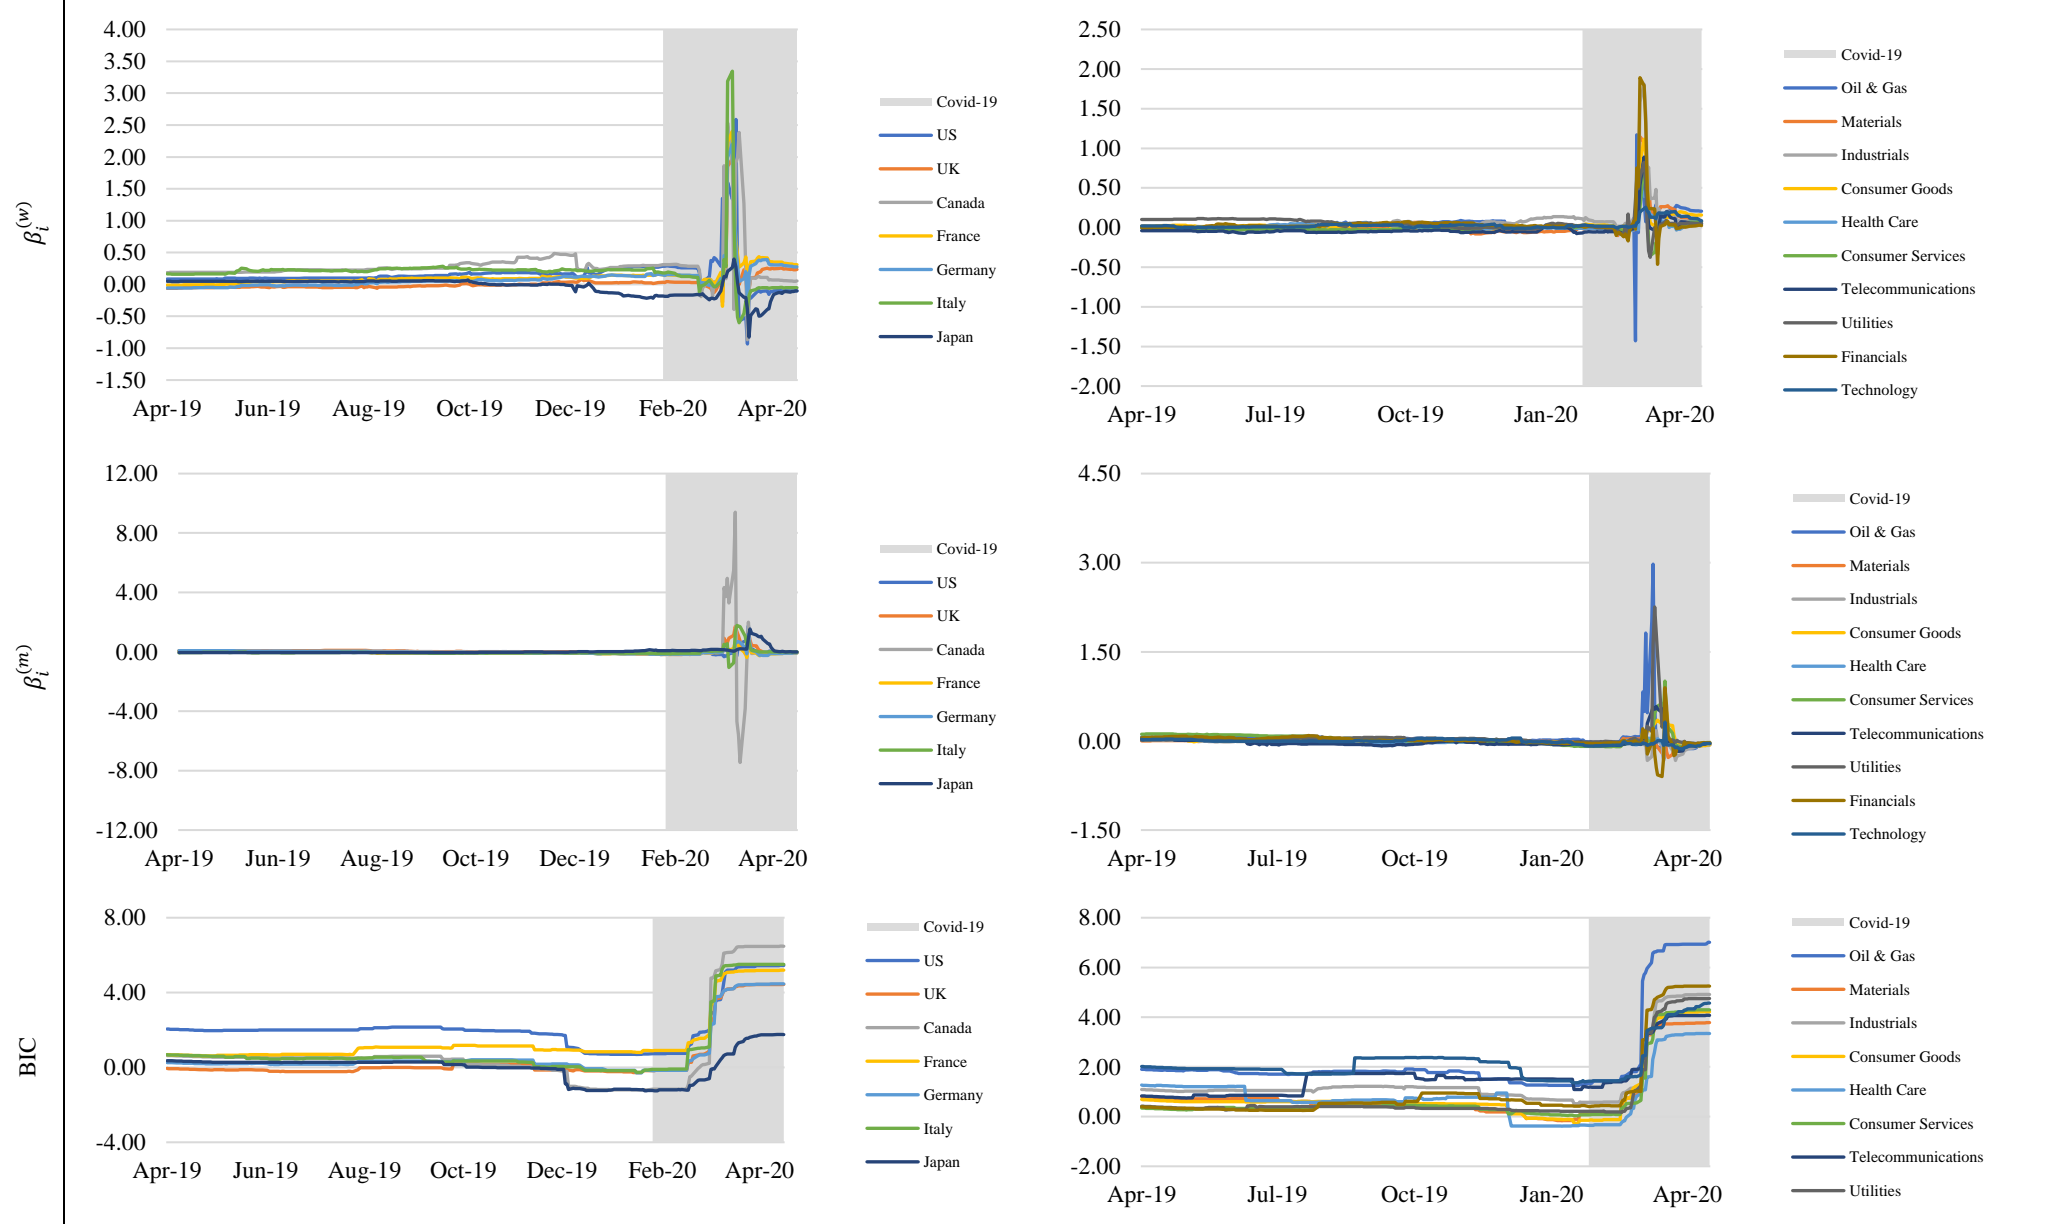 β_i^(w)
4.00
3.50
3.00
2.50
2.00
1.50
1.00
0.50
0.00
-0.50
-1.00
-1.50
Apr-19 Jun-19 Aug-19 Oct-19 Dec-19 Feb-20 Apr-20
Covid-19
US
UK
Canada
France
Germany
Italy
Japan
2.50
2.00
1.50
1.00
0.50
0.00
-0.50
-1.00
-1.50
-2.00
Apr-19 Jul-19 Oct-19 Jan-20 Apr-20
Covid-19
Oil & Gas
Materials
Industrials
Consumer Goods
Health Care
Consumer Services
Telecommunications
Utilities
Financials
Technology
β_i^(m)
12.00
8.00
4.00
0.00
-4.00
-8.00
-12.00
Apr-19 Jun-19 Aug-19 Oct-19 Dec-19 Feb-20 Apr-20
Covid-19
US
UK
Canada
France
Germany
Italy
Japan
4.50
3.00
1.50
0.00
-1.50
Apr-19 Jul-19 Oct-19 Jan-20 Apr-20
Covid-19
Oil & Gas
Materials
Industrials
Consumer Goods
Health Care
Consumer Services
Telecommunications
Utilities
Financials
Technology
BIC
8.00
4.00
0.00
-4.00
Apr-19 Jun-19 Aug-19 Oct-19 Dec-19 Feb-20 Apr-20
Covid-19
US
UK
Canada
France
Germany
Italy
Japan
8.00
6.00
4.00
2.00
0.00
-2.00
Apr-19 Jul-19 Oct-19 Jan-20 Apr-20
Covid-19
Oil & Gas
Materials
Industrials
Consumer Goods
Health Care
Consumer Services
Telecommunications
Utilities